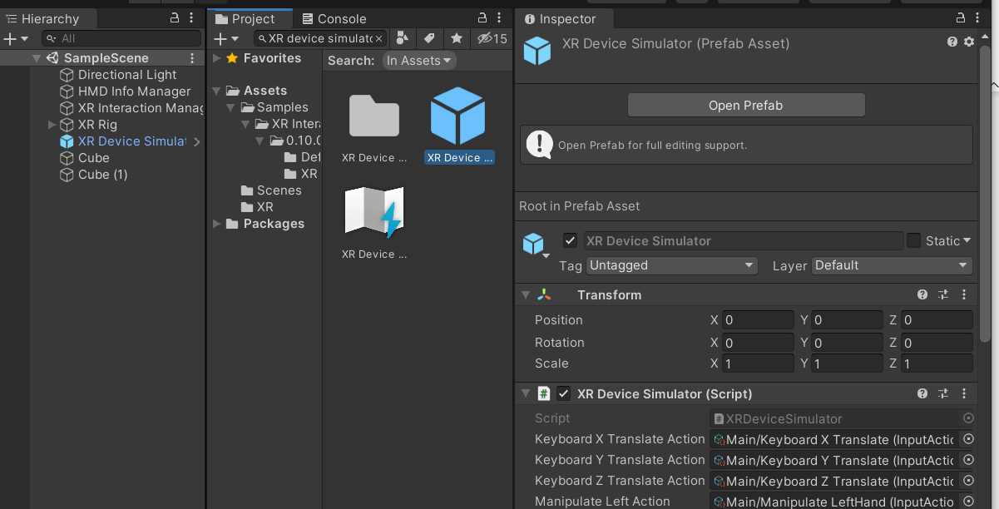 Hierarchy
All
SampleScene
Directional Light
HMD Info Manager
XR Interaction Manag
XR Rig
XR Device Simulat
Cube
Cube (1)
Project
Console
XR device simulato
15
Favorites
Assets
Samples
XR Inter
0.10.0
Def
XR
Scenes
XR
Packages
Search: In Assets
XR Device ...
XR Device ...
XR Device ...
Inspector
XR Device Simulator (Prefab Asset)
Open Prefab
Open Prefab for full editing support.
Root in Prefab Asset
XR Device Simulator
Static
Tag Untagged Layer Default
Transform
Position X 0 Y 0 Z 0
Rotation X 0 Y 0 Z 0
Scale X 1 Y 1 Z 1
XR Device Simulator (Script)
Script XRDeviceSimulator
Keyboard X Translate Action Main/Keyboard X Translate (InputActic
Keyboard Y Translate Action Main/Keyboard Y Translate (InputActic
Keyboard Z Translate Action Main/Keyboard Z Translate (InputActic
Manipulate Left Action Main/Manipulate LeftHand (InputActio